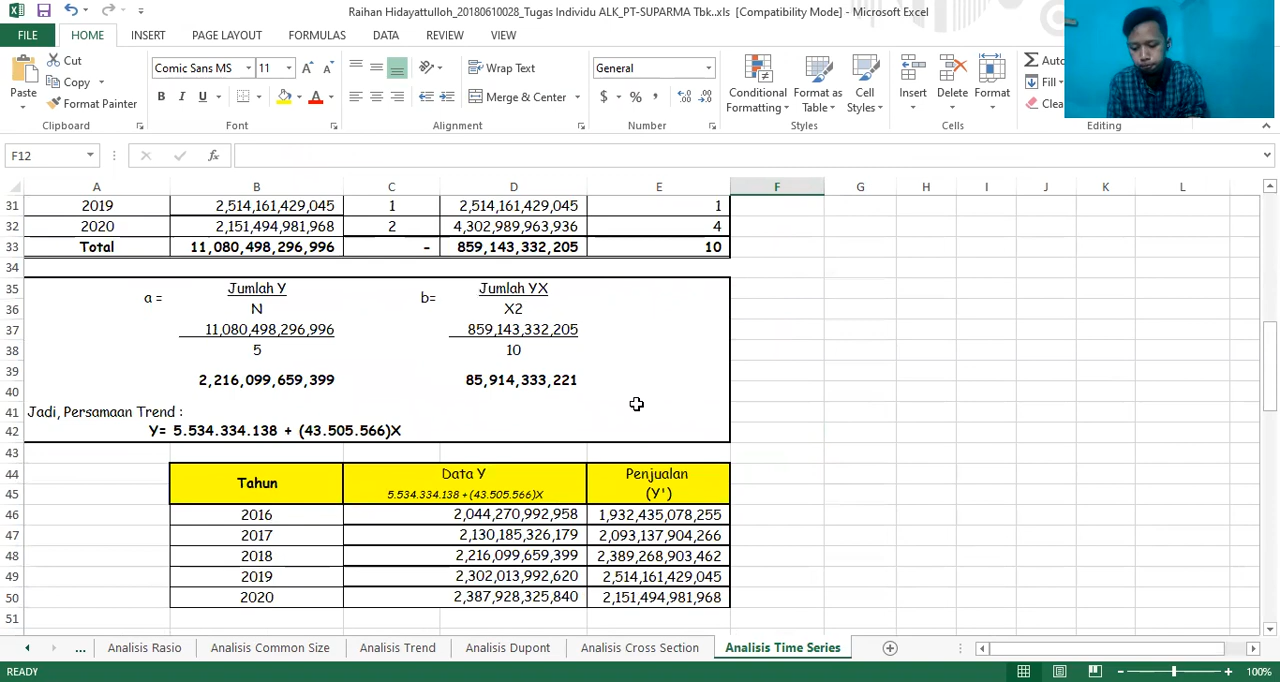 Raihan Hidayattulloh_20180610028_Tugas Individu ALK_PT-SUPARMA Tbk..xls [Compatibility Mode] - Microsoft Excel
FILE HOME INSERT PAGE LAYOUT FORMULAS DATA REVIEW VIEW
Cut
Copy
Format Painter
Paste
Clipboard
Comic Sans MS 11
B I U
Font
Wrap Text
Merge & Center
Alignment
General
$ % ,
Number
Conditional Formatting
Format as Table
Cell Styles
Styles
Insert Delete Format
Cells
Auto
Fill
Clea
Editing
F12
A B C D E F G H I J K L
31 2019 2,514,161,429,045 1 2,514,161,429,045 1
32 2020 2,151,494,981,968 2 4,302,989,963,936 4
33 Total 11,080,498,296,996 - 859,143,332,205 10
34
35 a = Jumlah Y b= Jumlah YX
36 N X2
37 11,080,498,296,996 859,143,332,205
38 5 10
39
2,216,099,659,399 85,914,333,221
40
41 Jadi, Persamaan Trend :
42 Y= 5.534.334.138 + (43.505.566)X
43
44 Tahun Data Y Penjualan
45 5.534.334.138 + (43.505.566)X (Y')
46 2016 2,044,270,992,958 1,932,435,078,255
47 2017 2,130,185,326,179 2,093,137,904,266
48 2018 2,216,099,659,399 2,389,268,903,462
49 2019 2,302,013,992,620 2,514,161,429,045
50 2020 2,387,928,325,840 2,151,494,981,968
51
... Analisis Rasio Analisis Common Size Analisis Trend Analisis Dupont Analisis Cross Section Analisis Time Series
READY 100%